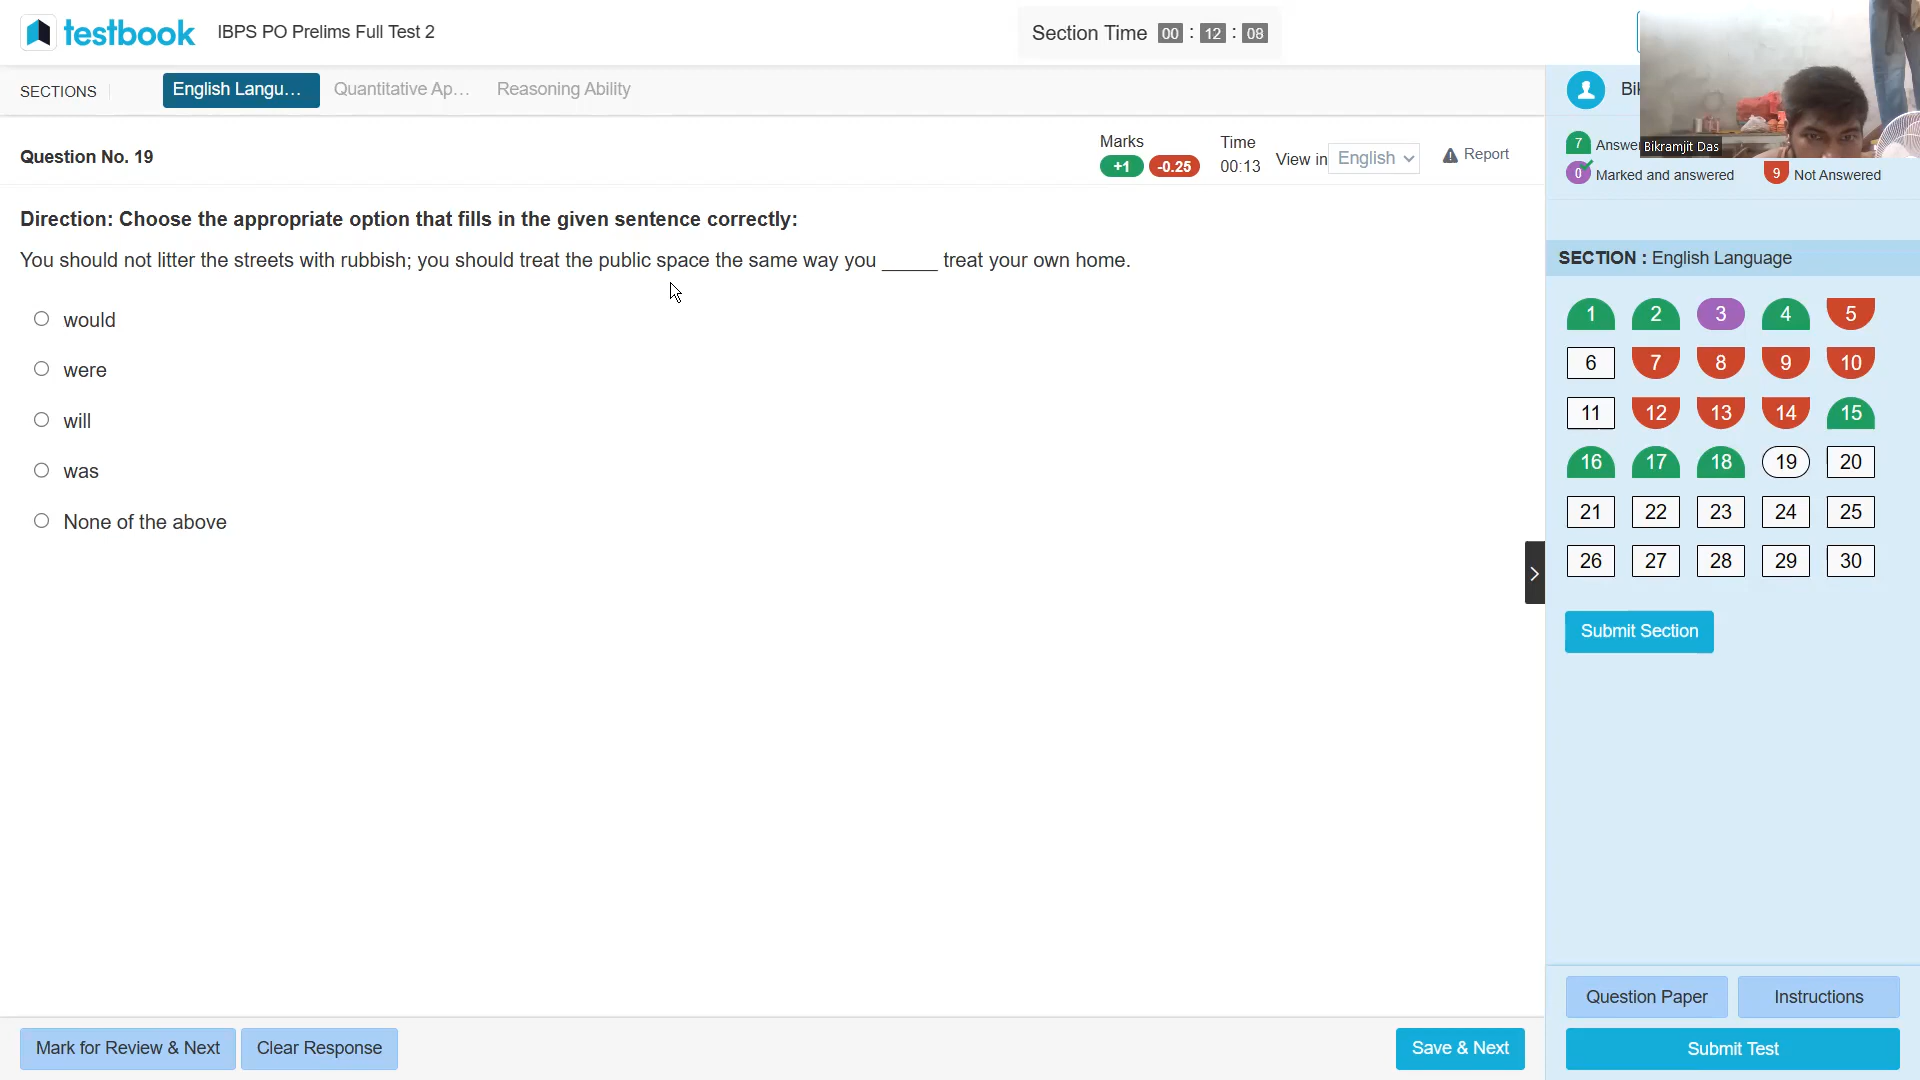 testbook IBPS PO Prelims Full Test 2 Section Time 00 : 12 : 08
SECTIONS English Langu... Quantitative Ap... Reasoning Ability
Bikramjit Das
Question No. 19
Marks
+1 -0.25
Time
00:13
View in English
Report
7
0 Marked and answered
9 Not Answered
Direction: Choose the appropriate option that fills in the given sentence correctly:
You should not litter the streets with rubbish; you should treat the public space the same way you _____ treat your own home.
would
were
will
was
None of the above
SECTION : English Language
1 2 3 4 5
6 7 8 9 10
11 12 13 14 15
16 17 18 19 20
21 22 23 24 25
26 27 28 29 30
Submit Section
Question Paper Instructions
Mark for Review & Next Clear Response Save & Next Submit Test